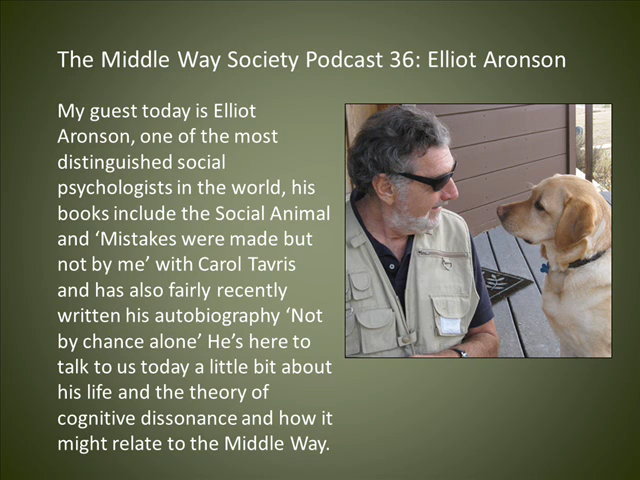 The Middle Way Society Podcast 36: Elliot Aronson
My guest today is Elliot
Aronson, one of the most
distinguished social
psychologists in the world, his
books include the Social Animal
and ‘Mistakes were made but
not by me’ with Carol Tavris
and has also fairly recently
written his autobiography ‘Not
by chance alone’ He’s here to
talk to us today a little bit about
his life and the theory of
cognitive dissonance and how it
might relate to the Middle Way.